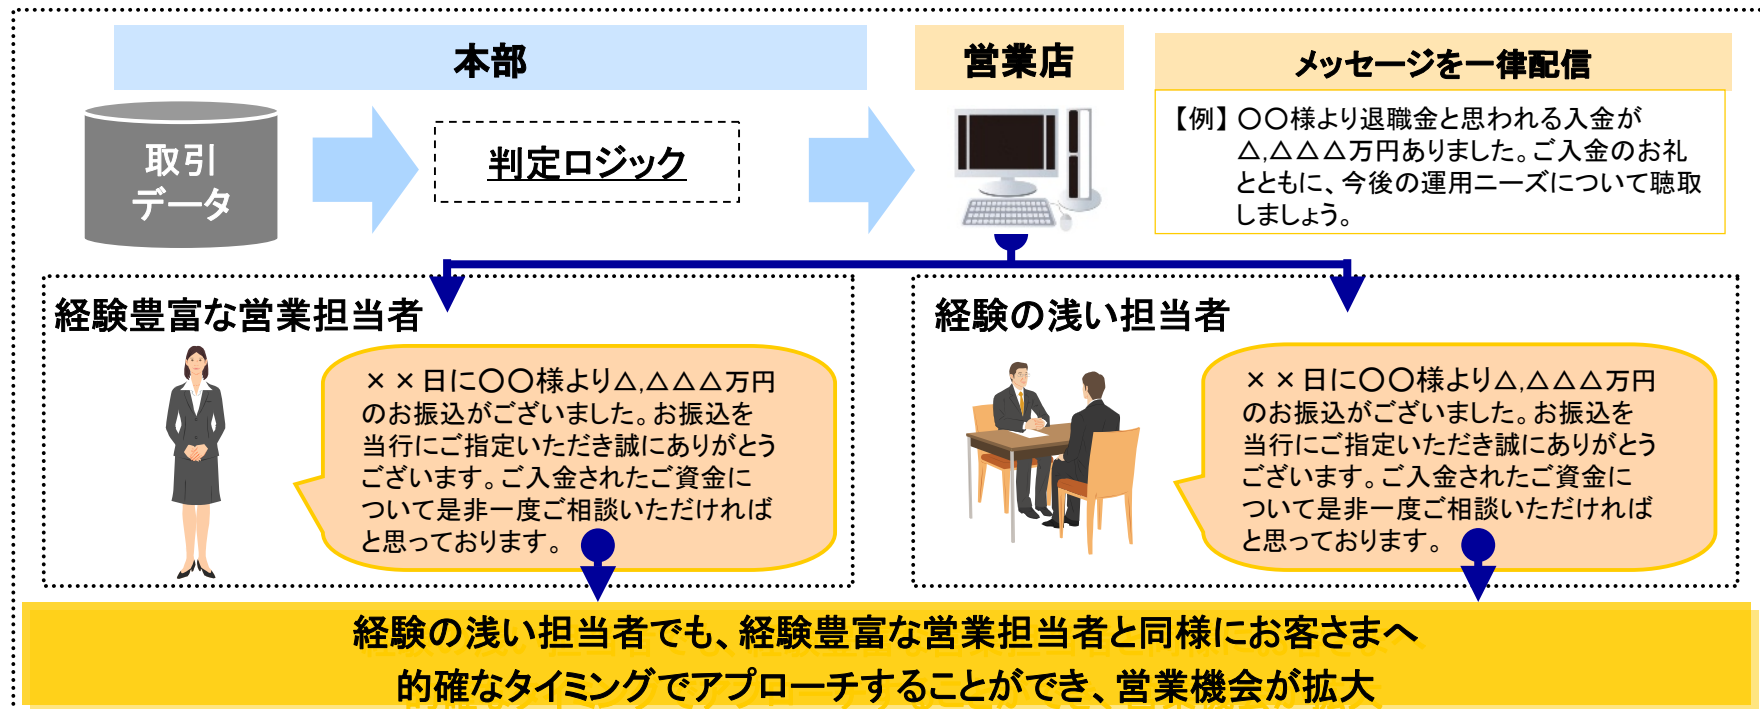 本部
営業店
メッセージを一律配信
取引
データ
判定ロジック
【例】〇〇様より退職金と思われる入金が
△,△△△万円ありました。ご入金のお礼
とともに、今後の運用ニーズについて聴取
しましょう。
経験豊富な営業担当者
××日に〇〇様より△,△△△万円
のお振込がございました。お振込を
当行にご指定いただき誠にありがとう
ございます。ご入金されたご資金に
ついて是非一度ご相談いただければ
と思っております。
経験の浅い担当者
××日に〇〇様より△,△△△万円
のお振込がございました。お振込を
当行にご指定いただき誠にありがとう
ございます。ご入金されたご資金に
ついて是非一度ご相談いただければ
と思っております。
経験の浅い担当者でも、経験豊富な営業担当者と同様にお客さまへ
的確なタイミングでアプローチすることができ、営業機会が拡大